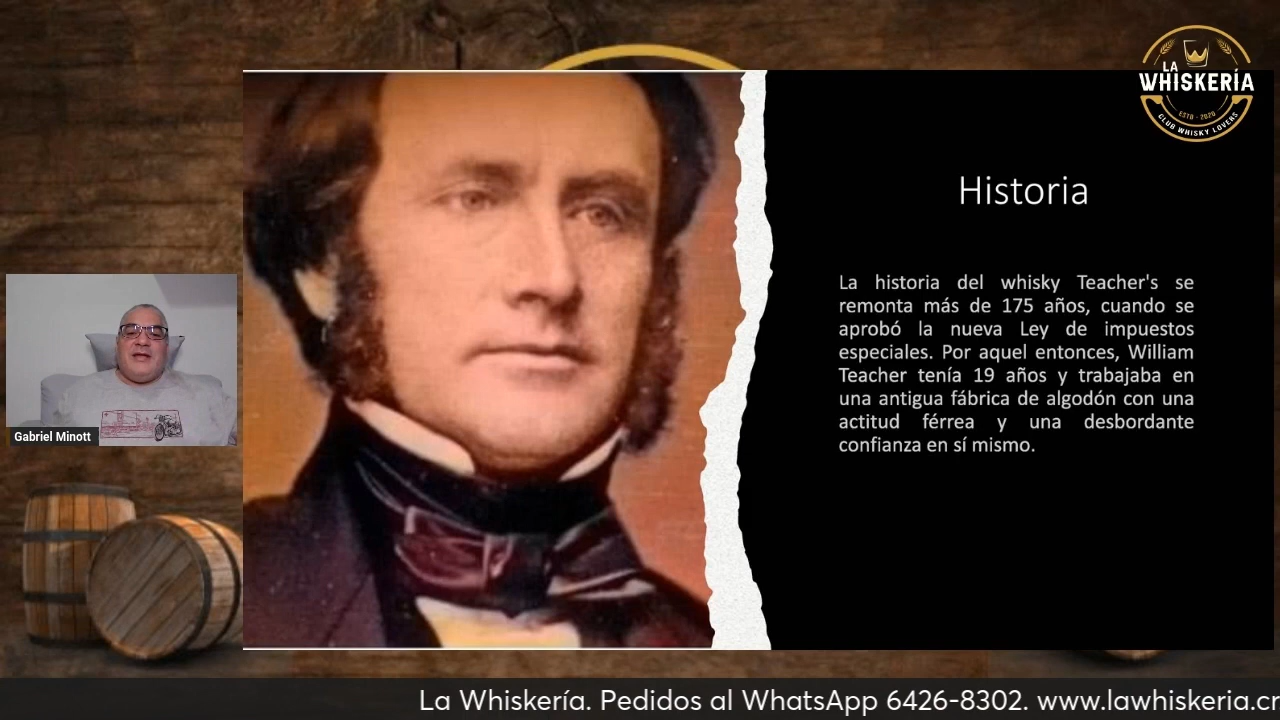 LA
WHISKERÍA
ESTD - 2020
CLUB WHISKY LOVERS
Historia
La historia del whisky Teacher's se
remonta más de 175 años, cuando se
aprobó la nueva Ley de impuestos
especiales. Por aquel entonces, William
Teacher tenía 19 años y trabajaba en
una antigua fábrica de algodón con una
actitud férrea y una desbordante
confianza en sí mismo.
Gabriel Minott
La Whiskería. Pedidos al WhatsApp 6426-8302. www.lawhiskeria.cr